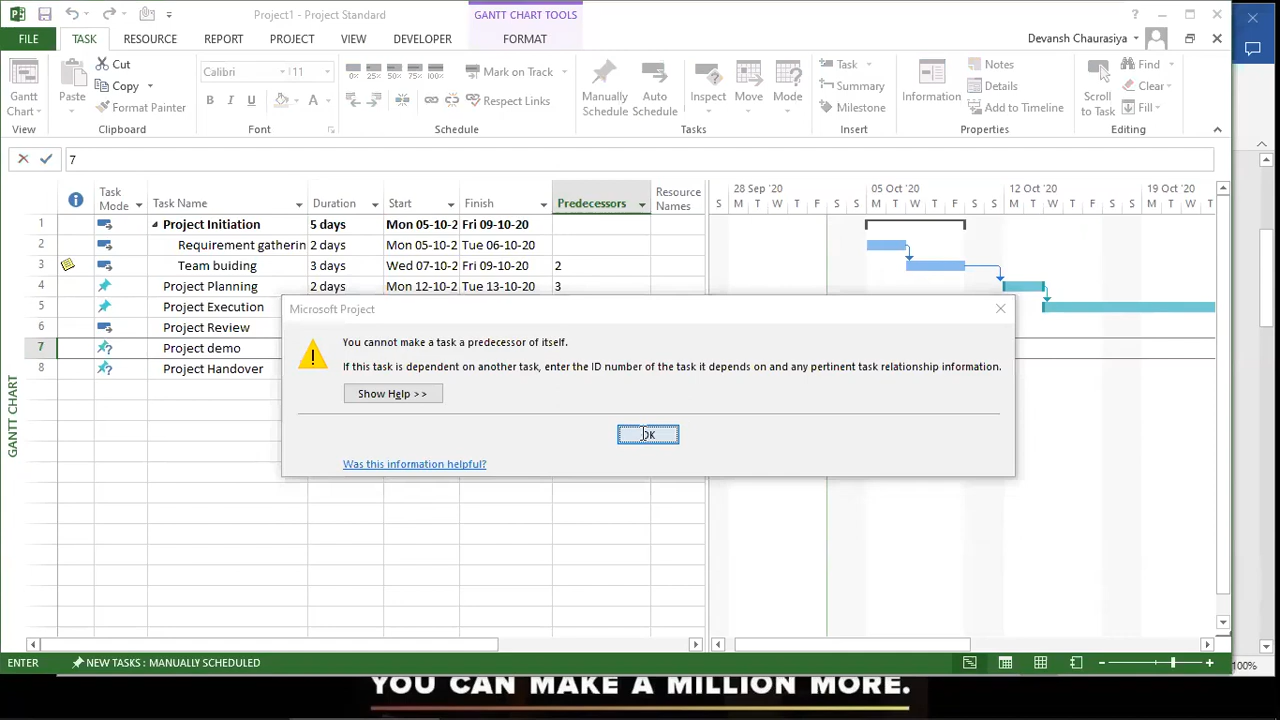 Project1 - Project Standard
GANTT CHART TOOLS
?
FILE
TASK
RESOURCE
REPORT
PROJECT
VIEW
DEVELOPER
FORMAT
Devansh Chaurasiya
Gantt
Chart
View
Paste
Cut
Copy
Format Painter
Clipboard
Calibri
11
B I U A
Font
0%
25%
50%
75%
100%
Mark on Track
Respect Links
Schedule
Manually
Schedule
Auto
Schedule
Inspect
Move
Mode
Tasks
Task
Summary
Milestone
Insert
Information
Notes
Details
Add to Timeline
Properties
Scroll
to Task
Find
Clear
Fill
Editing
7
Task
Mode
Task Name
Duration
Start
Finish
Predecessors
Resource
Names
28 Sep '20
05 Oct '20
12 Oct '20
19 Oct '20
S M T W T F S S M T W T F S S M T W T F S S M T W T
1 Project Initiation 5 days Mon 05-10-2 Fri 09-10-20
2 Requirement gatherin 2 days Mon 05-10-2 Tue 06-10-20
3 Team buiding 3 days Wed 07-10-2 Fri 09-10-20 2
4 Project Planning 2 days Mon 12-10-2 Tue 13-10-20 3
5 Project Execution
6 Project Review
7 Project demo
8 Project Handover
GANTT CHART
Microsoft Project
You cannot make a task a predecessor of itself.
If this task is dependent on another task, enter the ID number of the task it depends on and any pertinent task relationship information.
Show Help >>
OK
Was this information helpful?
ENTER
NEW TASKS : MANUALLY SCHEDULED
100%
YOU CAN MAKE A MILLION MORE.